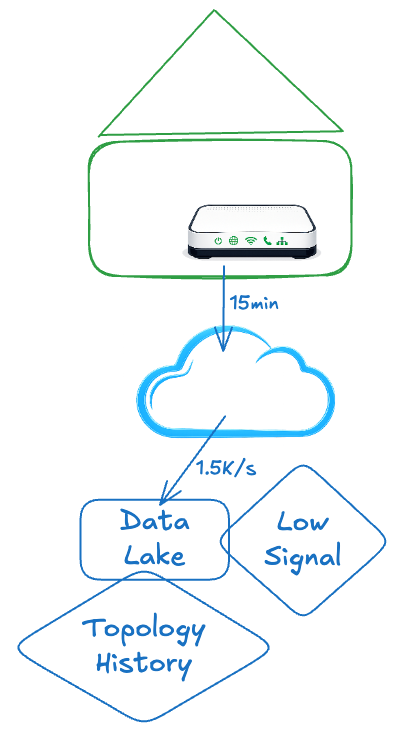 15min
1.5K/s
Data
Lake
Low
Signal
Topology
History